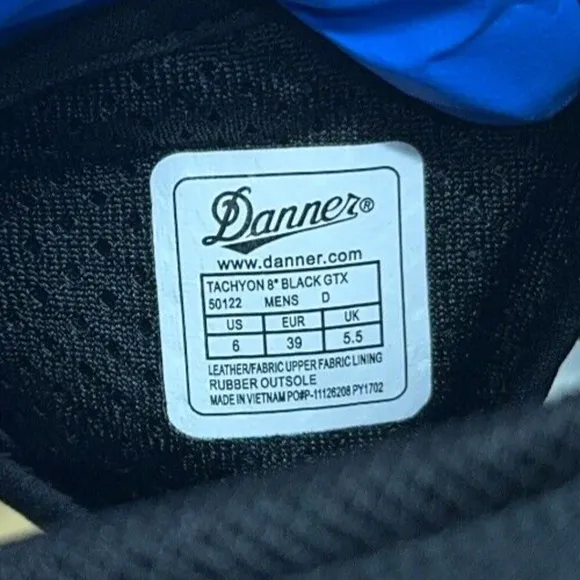 Danner®
www.danner.com
TACHYON 8" BLACK GTX
50122 MENS D
US EUR UK
6 39 5.5
LEATHER/FABRIC UPPER FABRIC LINING
RUBBER OUTSOLE
MADE IN VIETNAM PO#P-11126208 PY1702